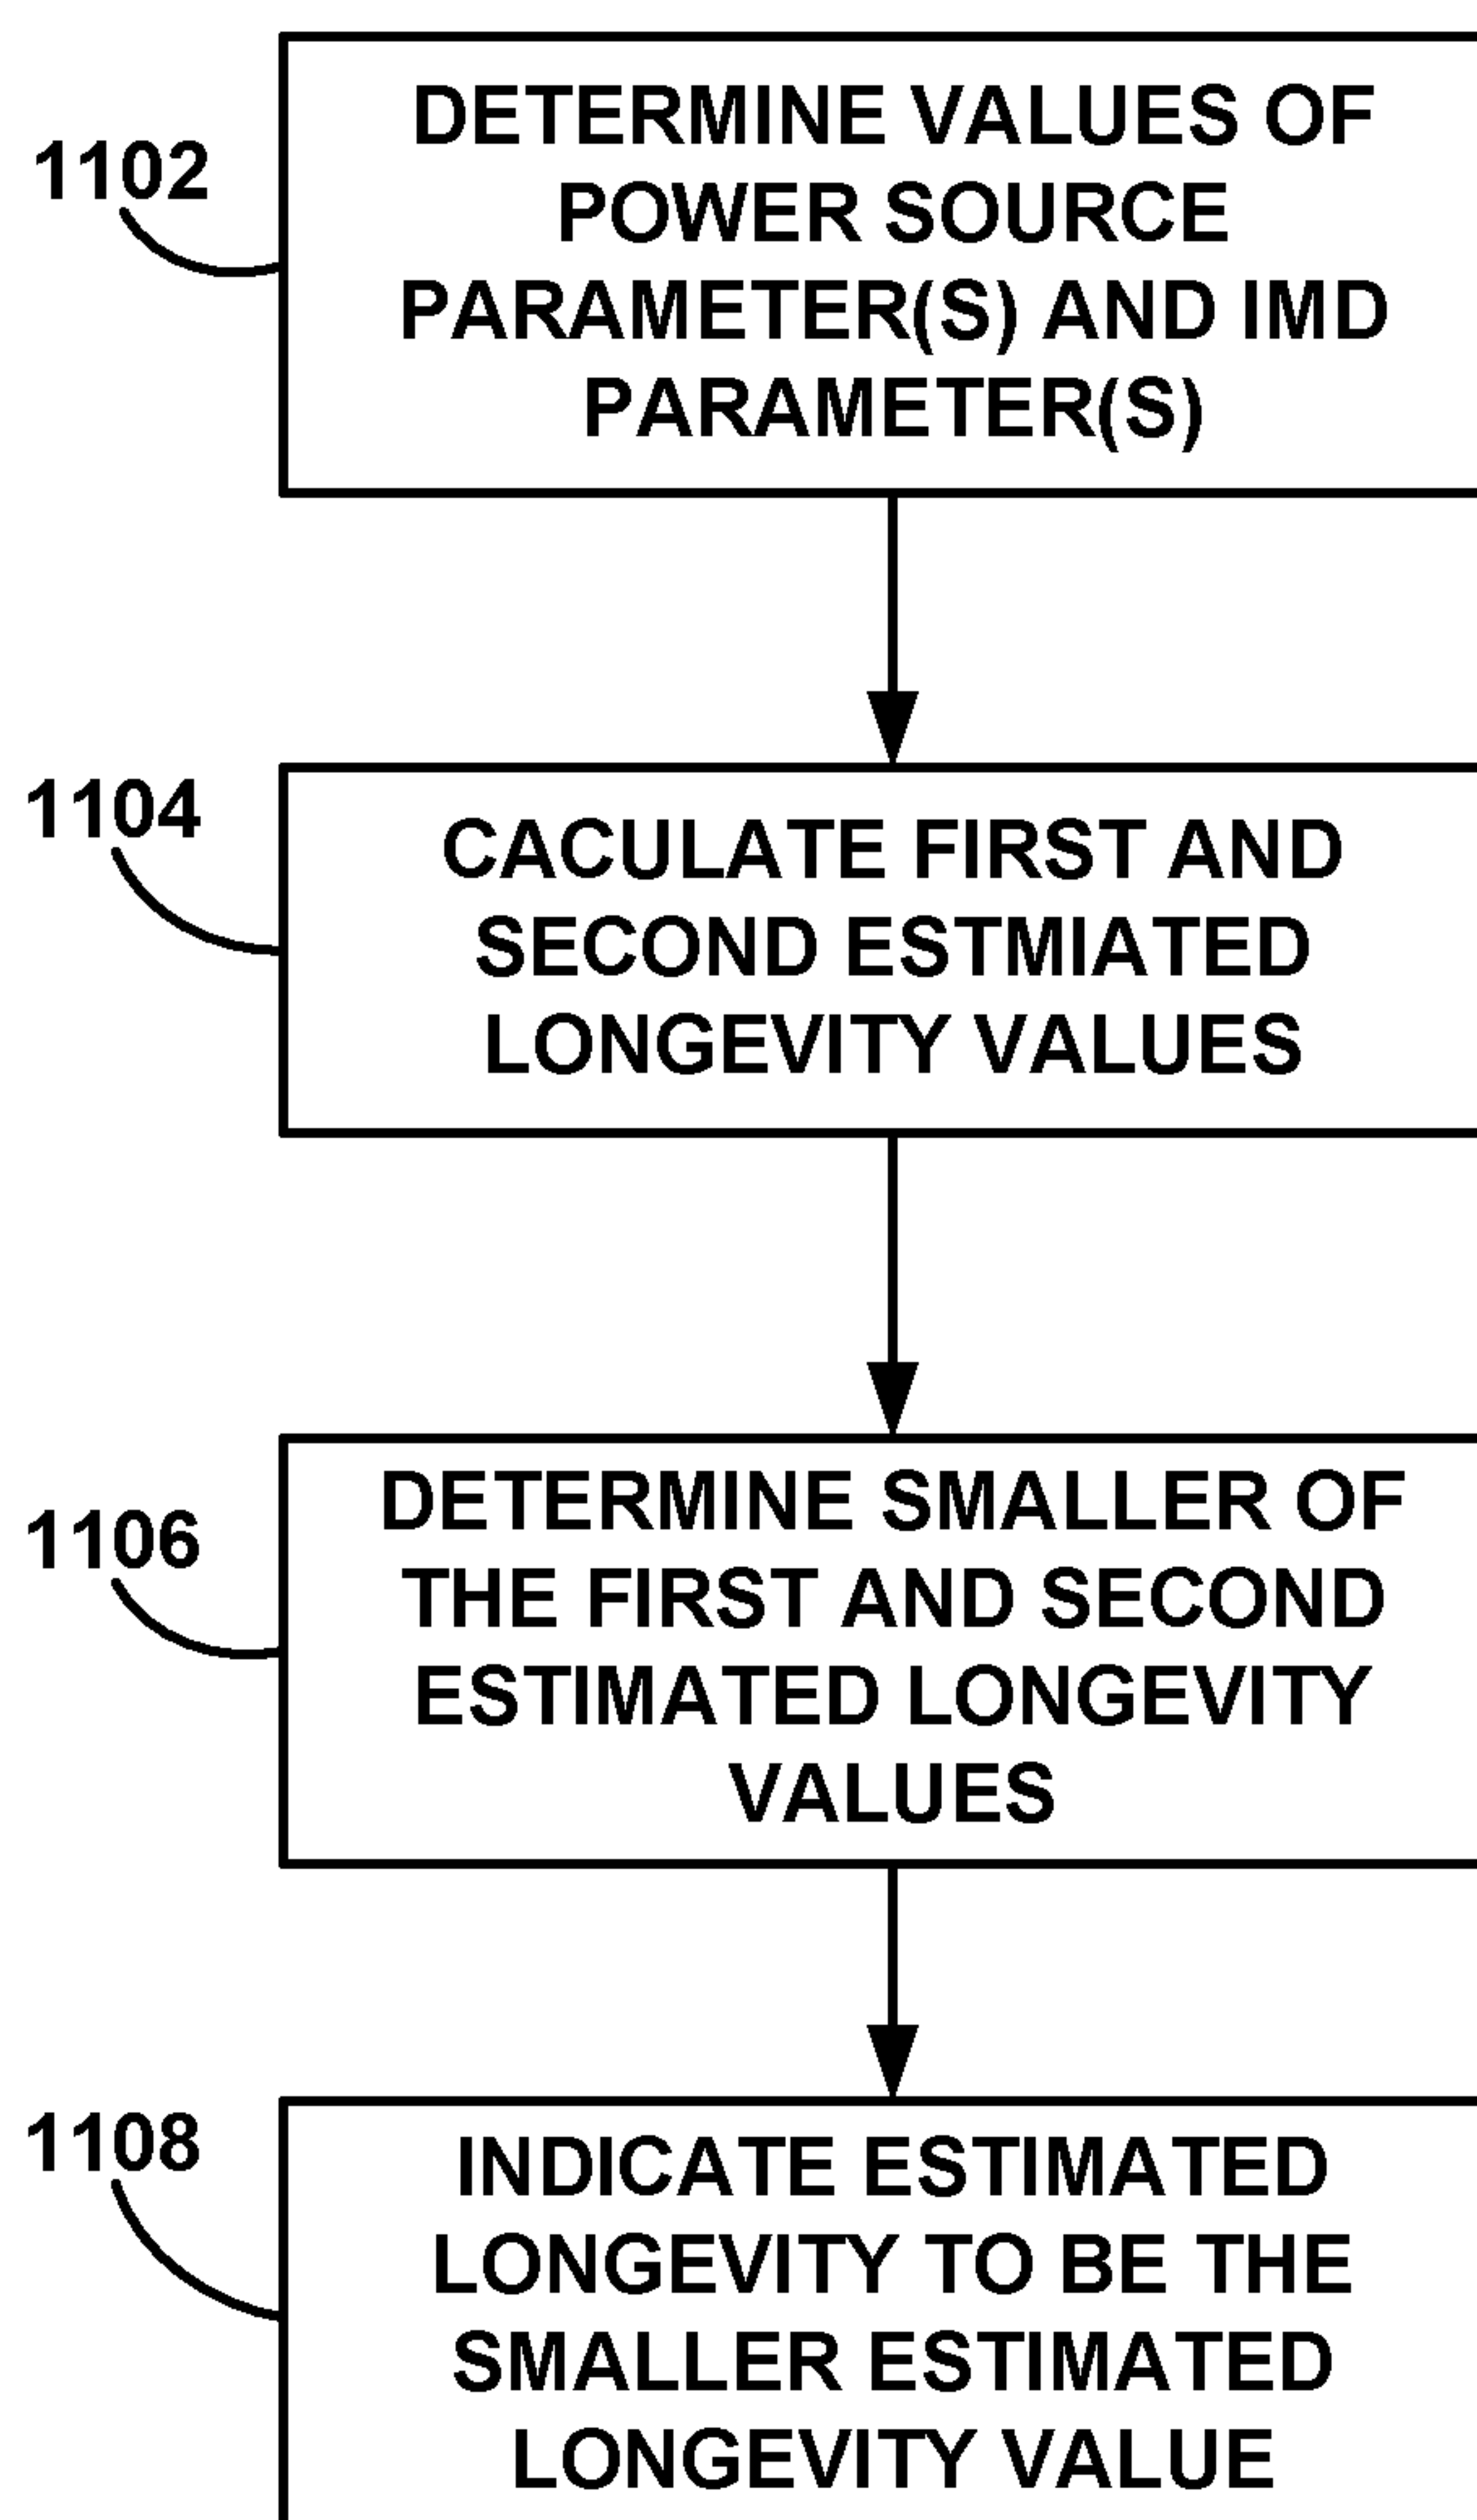 1102
DETERMINE VALUES OF
POWER SOURCE
PARAMETER(S) AND IMD
PARAMETER(S)
1104
CACULATE FIRST AND
SECOND ESTMIATED
LONGEVITY VALUES
1106
DETERMINE SMALLER OF
THE FIRST AND SECOND
ESTIMATED LONGEVITY
VALUES
1108
INDICATE ESTIMATED
LONGEVITY TO BE THE
SMALLER ESTIMATED
LONGEVITY VALUE